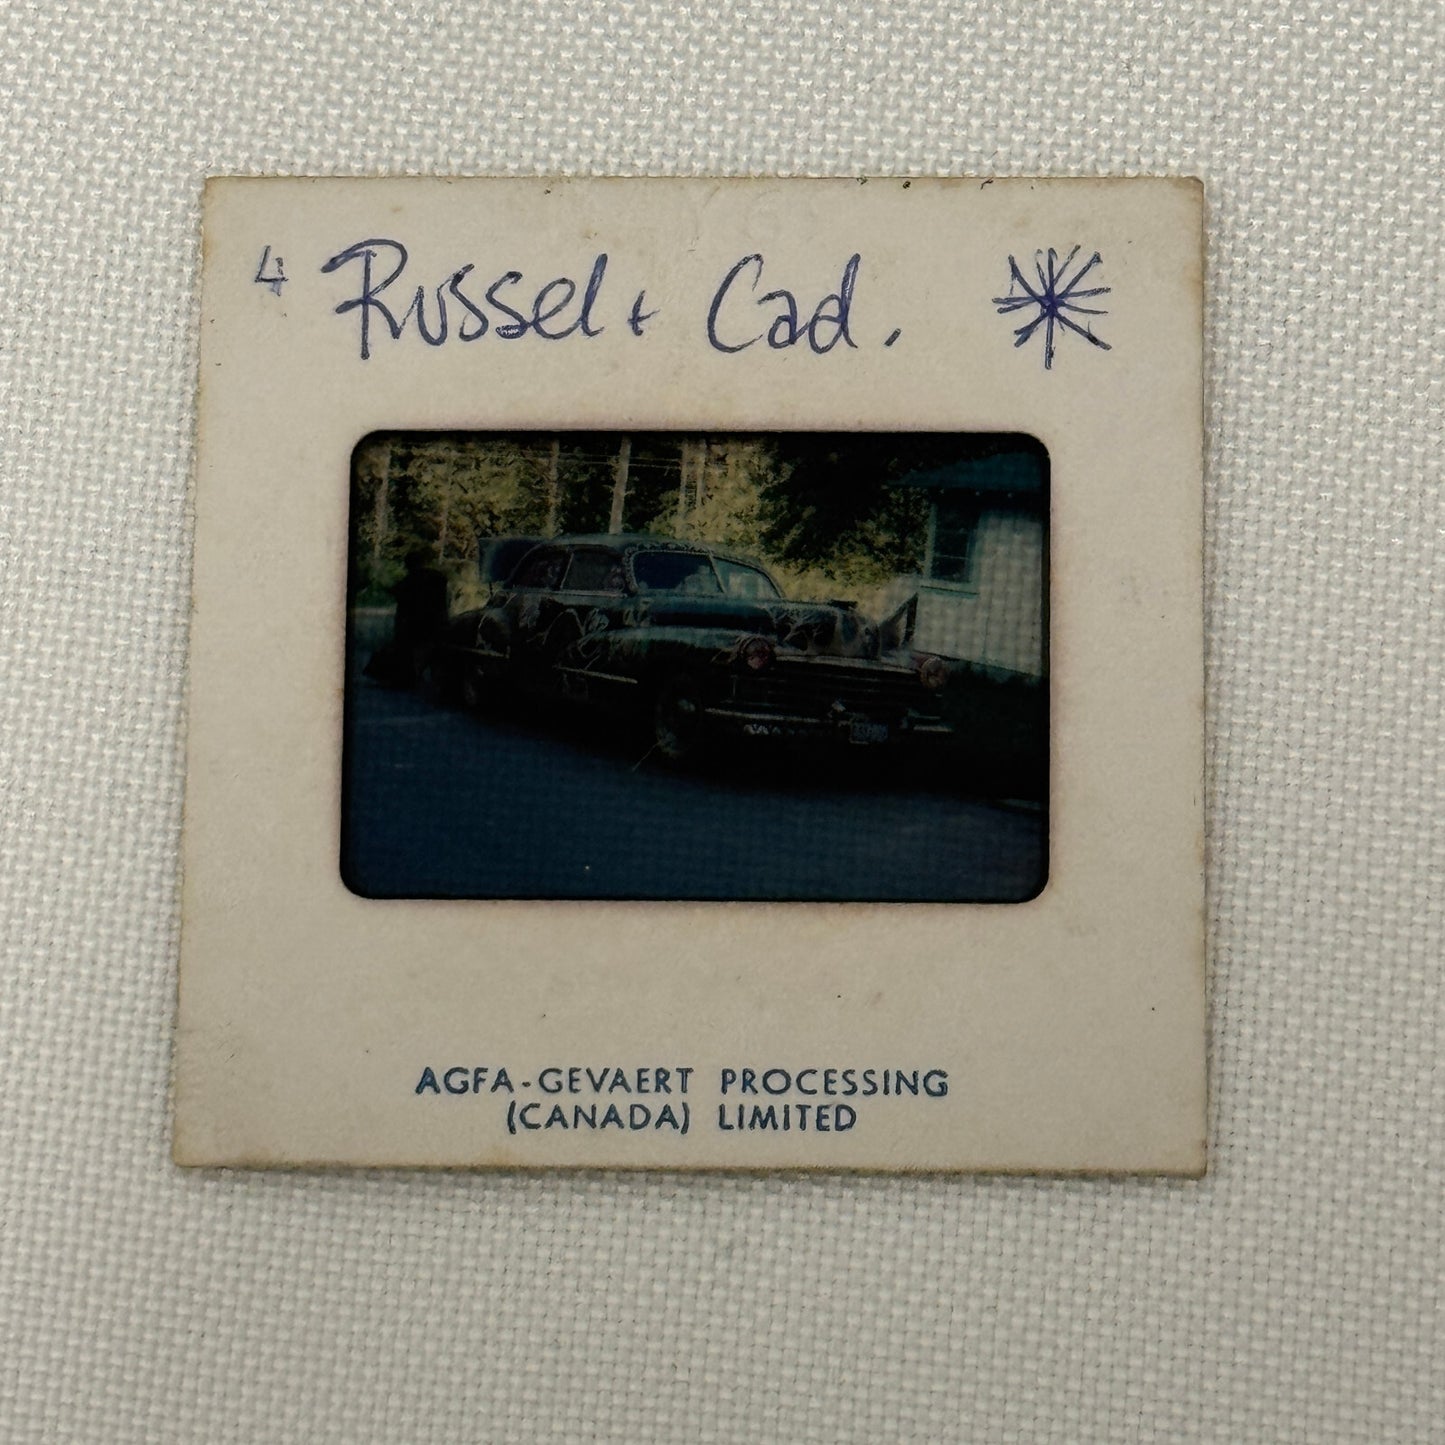 4 Russel + Cad. *
AGFA-GEVAERT PROCESSING
(CANADA) LIMITED